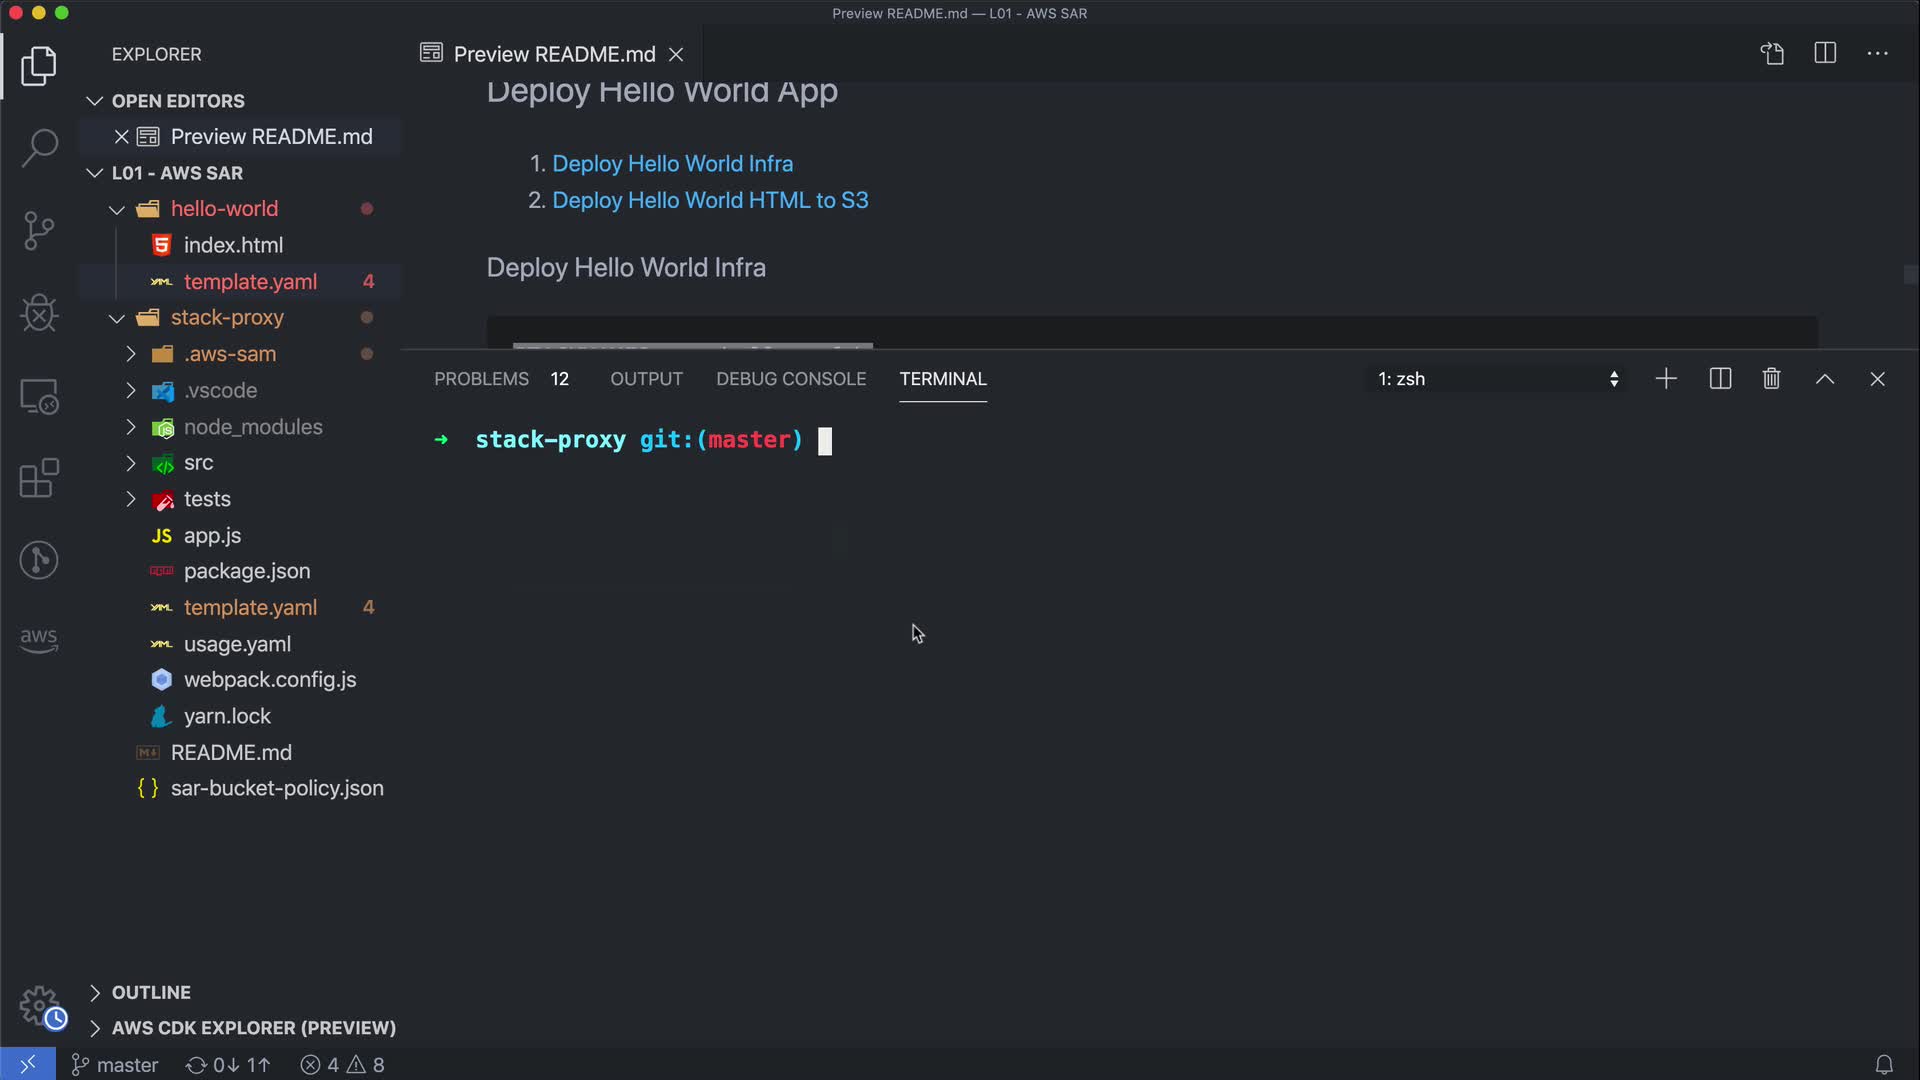 Preview README.md — L01 - AWS SAR
EXPLORER
OPEN EDITORS
Preview README.md
L01 - AWS SAR
hello-world
index.html
template.yaml 4
stack-proxy
.aws-sam
.vscode
node_modules
src
tests
JS app.js
package.json
template.yaml 4
usage.yaml
webpack.config.js
yarn.lock
README.md
{ } sar-bucket-policy.json
OUTLINE
AWS CDK EXPLORER (PREVIEW)
aws
Preview README.md
Deploy Hello World App
1. Deploy Hello World Infra
2. Deploy Hello World HTML to S3
Deploy Hello World Infra
PROBLEMS 12 OUTPUT DEBUG CONSOLE TERMINAL 1: zsh
➜ stack-proxy git:(master)
master 0↓ 1↑ 4 8